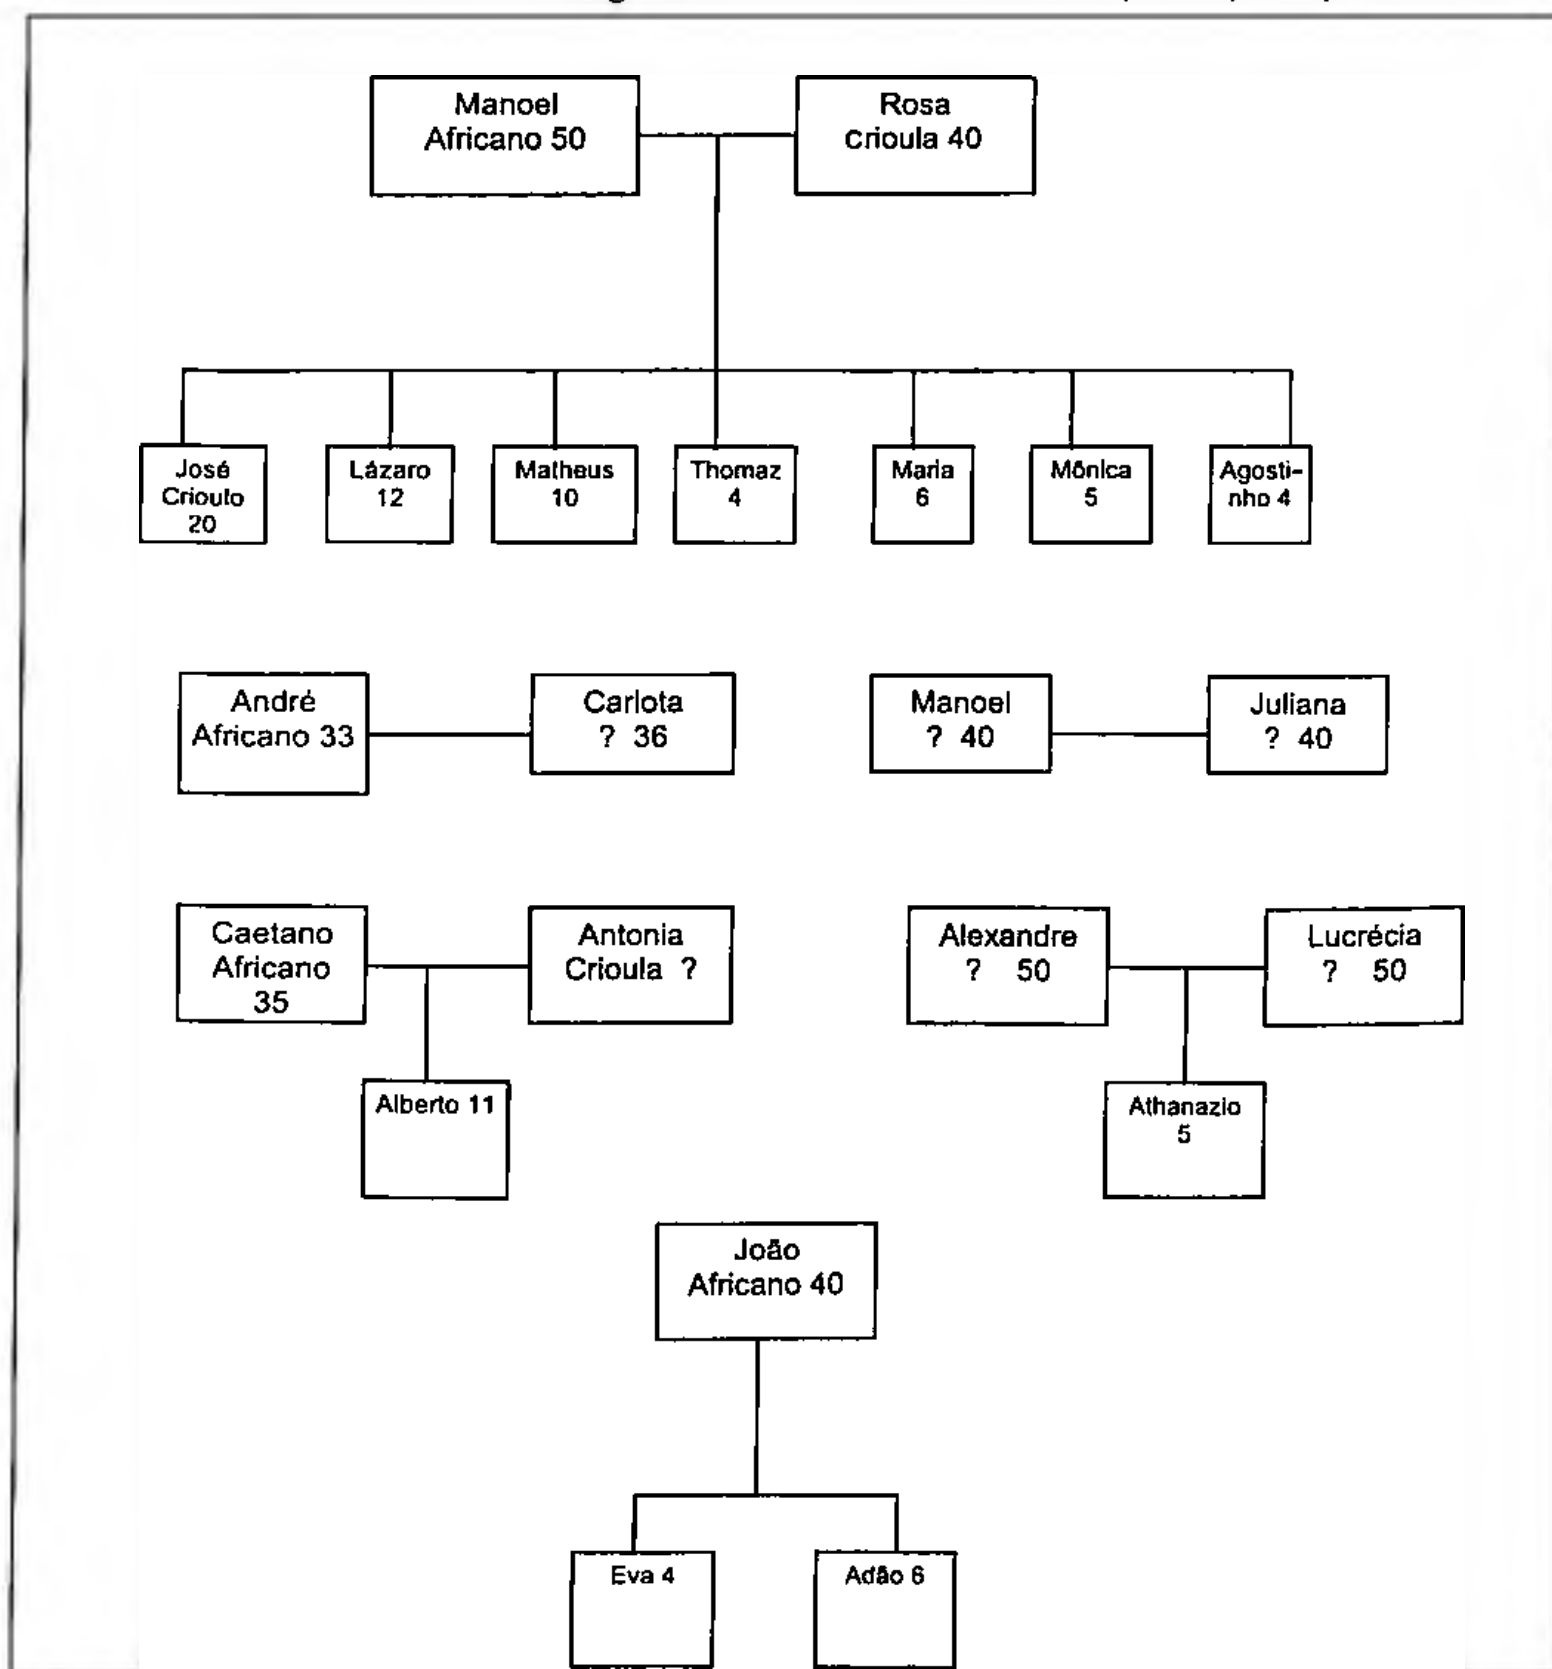 Manoel
Africano 50
Rosa
crioula 40
José
Crioulo
20
Lázaro
12
Matheus
10
Thomaz
4
Maria
6
Mônica
5
Agosti-
nho 4
André
Africano 33
Carlota
? 36
Manoel
? 40
Juliana
? 40
Caetano
Africano
35
Antonia
Crioula ?
Alexandre
? 50
Lucrécia
? 50
Alberto 11
Athanazio
5
João
Africano 40
Eva 4
Adão 6